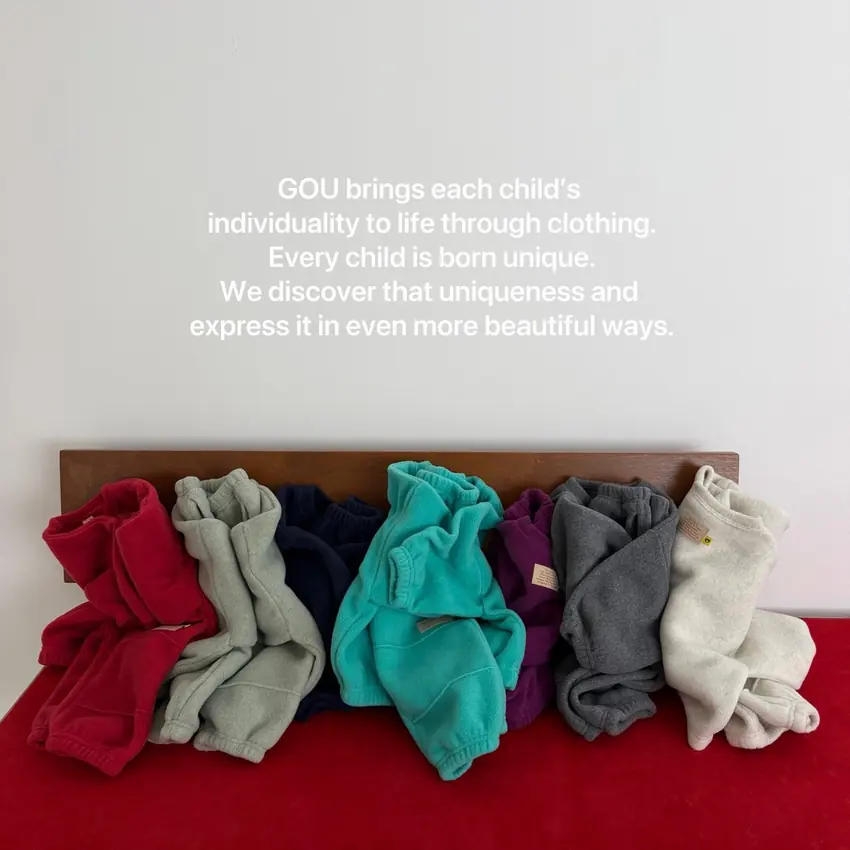 GOU brings each child's
individuality to life through clothing.
Every child is born unique.
We discover that uniqueness and
express it in even more beautiful ways.